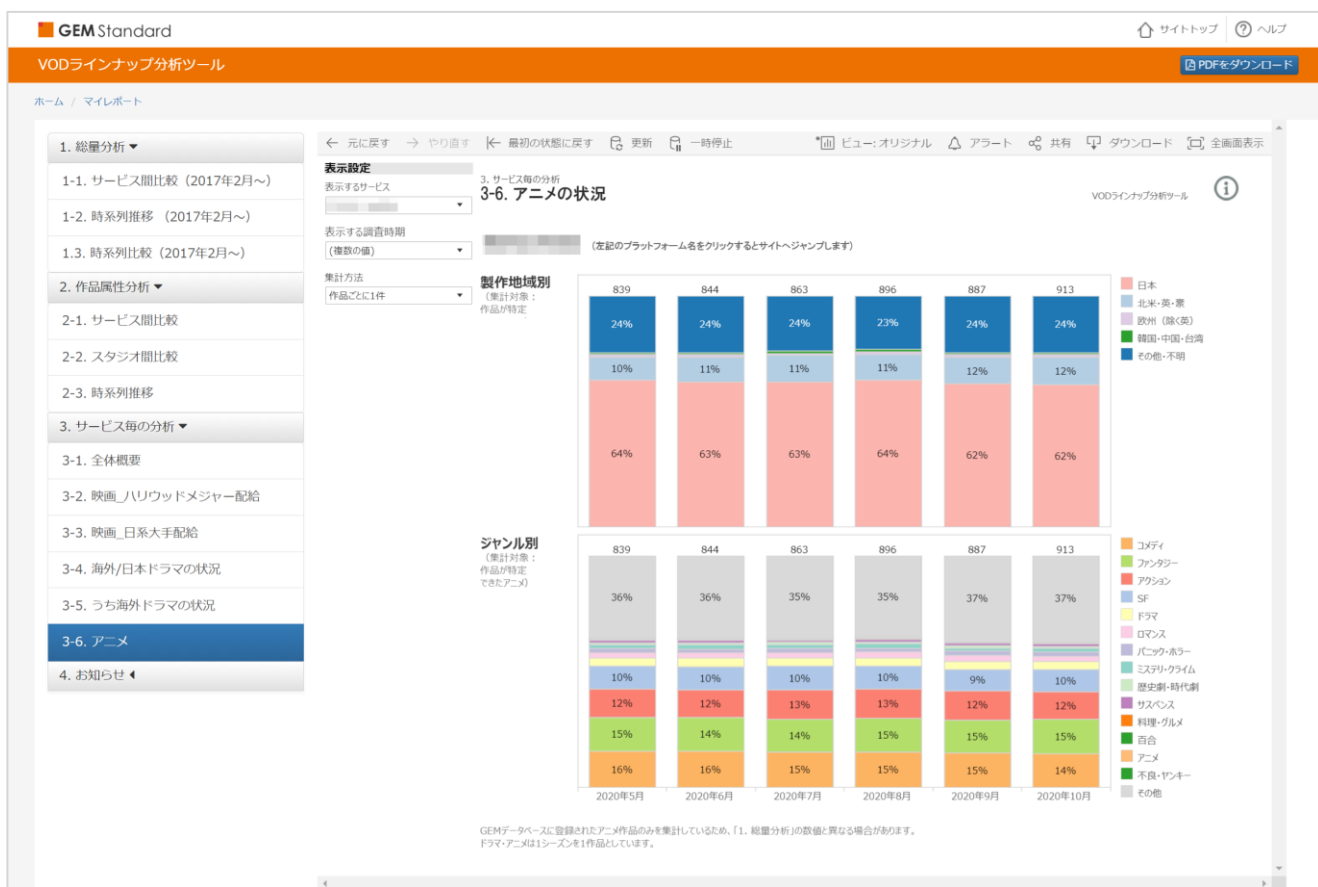 GEM Standard
サイトトップ
ヘルプ
VODラインナップ分析ツール
PDFをダウンロード
ホーム / マイレポート
1. 総量分析
1-1. サービス間比較（2017年2月～）
1-2. 時系列推移 （2017年2月～）
1.3. 時系列比較（2017年2月～）
2. 作品属性分析
2-1. サービス間比較
2-2. スタジオ間比較
2-3. 時系列推移
3. サービス毎の分析
3-1. 全体概要
3-2. 映画_ハリウッドメジャー配給
3-3. 映画_日系大手配給
3-4. 海外/日本ドラマの状況
3-5. うち海外ドラマの状況
3-6. アニメ
4. お知らせ
元に戻す やり直す 最初の状態に戻す 更新 一時停止 ビュー: オリジナル アラート 共有 ダウンロード 全画面表示
表示設定
表示するサービス
表示する調査時期
(複数の値)
集計方法
作品ごとに1件
3. サービス毎の分析
3-6. アニメの状況
VODラインナップ分析ツール
(左記のプラットフォーム名をクリックするとサイトへジャンプします)
製作地域別
（集計対象：
作品が特定
839 844 863 896 887 913
24% 24% 24% 23% 24% 24%
10% 11% 11% 11% 12% 12%
64% 63% 63% 64% 62% 62%
日本
北米・英・豪
欧州（除く英）
韓国・中国・台湾
その他・不明
ジャンル別
（集計対象：
作品が特定
できたアニメ）
839 844 863 896 887 913
36% 36% 35% 35% 37% 37%
10% 10% 10% 10% 9% 10%
12% 12% 13% 13% 12% 12%
15% 14% 14% 15% 15% 15%
16% 16% 15% 15% 15% 14%
2020年5月 2020年6月 2020年7月 2020年8月 2020年9月 2020年10月
コメディ
ファンタジー
アクション
SF
ドラマ
ロマンス
パニック・ホラー
ミステリ・クライム
歴史劇・時代劇
サスペンス
料理・グルメ
百合
アニメ
不良・ヤンキー
その他
GEMデータベースに登録されたアニメ作品のみを集計しているため、「1. 総量分析」の数値と異なる場合があります。
ドラマ・アニメは1シーズンを1作品としています。